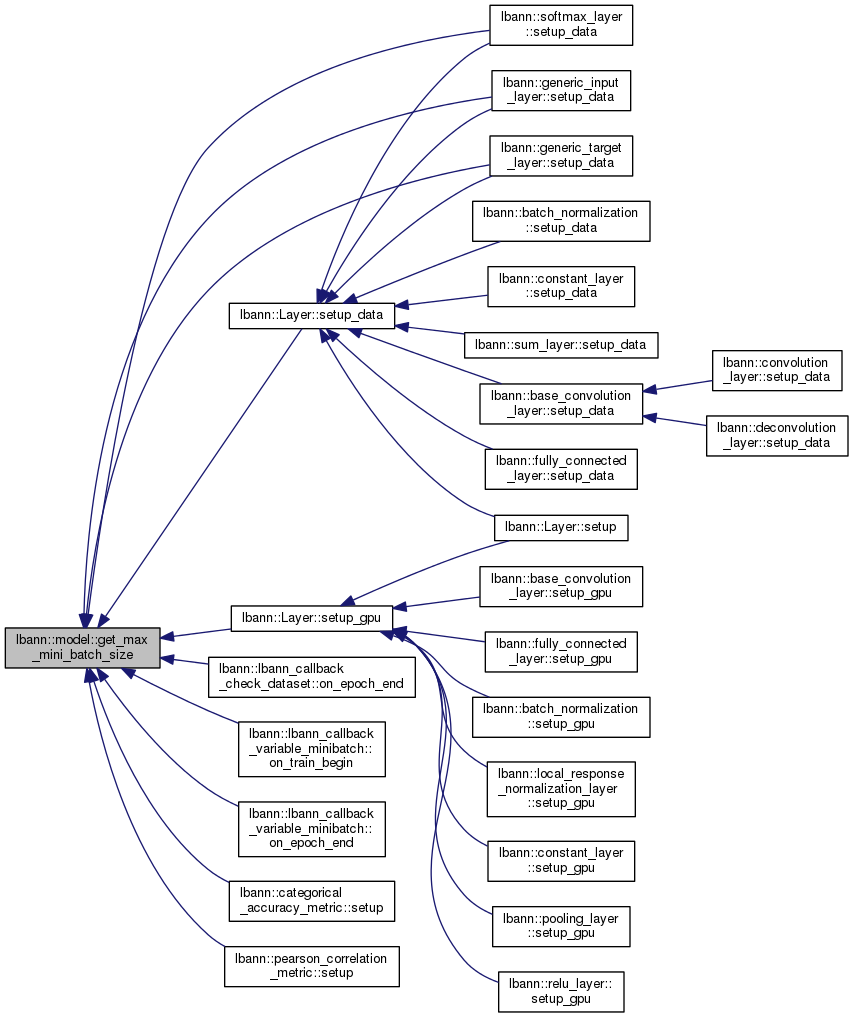 lbann::softmax_layer
::setup_data
lbann::generic_input
_layer::setup_data
lbann::generic_target
_layer::setup_data
lbann::batch_normalization
::setup_data
lbann::constant_layer
::setup_data
lbann::Layer::setup_data
lbann::sum_layer::setup_data
lbann::convolution
_layer::setup_data
lbann::base_convolution
_layer::setup_data
lbann::deconvolution
_layer::setup_data
lbann::fully_connected
_layer::setup_data
lbann::Layer::setup
lbann::base_convolution
_layer::setup_gpu
lbann::Layer::setup_gpu
lbann::model::get_max
_mini_batch_size
lbann::fully_connected
_layer::setup_gpu
lbann::lbann_callback
_check_dataset::on_epoch_end
lbann::batch_normalization
::setup_gpu
lbann::lbann_callback
_variable_minibatch::
on_train_begin
lbann::local_response
_normalization_layer
::setup_gpu
lbann::lbann_callback
_variable_minibatch::
on_epoch_end
lbann::constant_layer
::setup_gpu
lbann::categorical
_accuracy_metric::setup
lbann::pooling_layer
::setup_gpu
lbann::pearson_correlation
_metric::setup
lbann::relu_layer::
setup_gpu